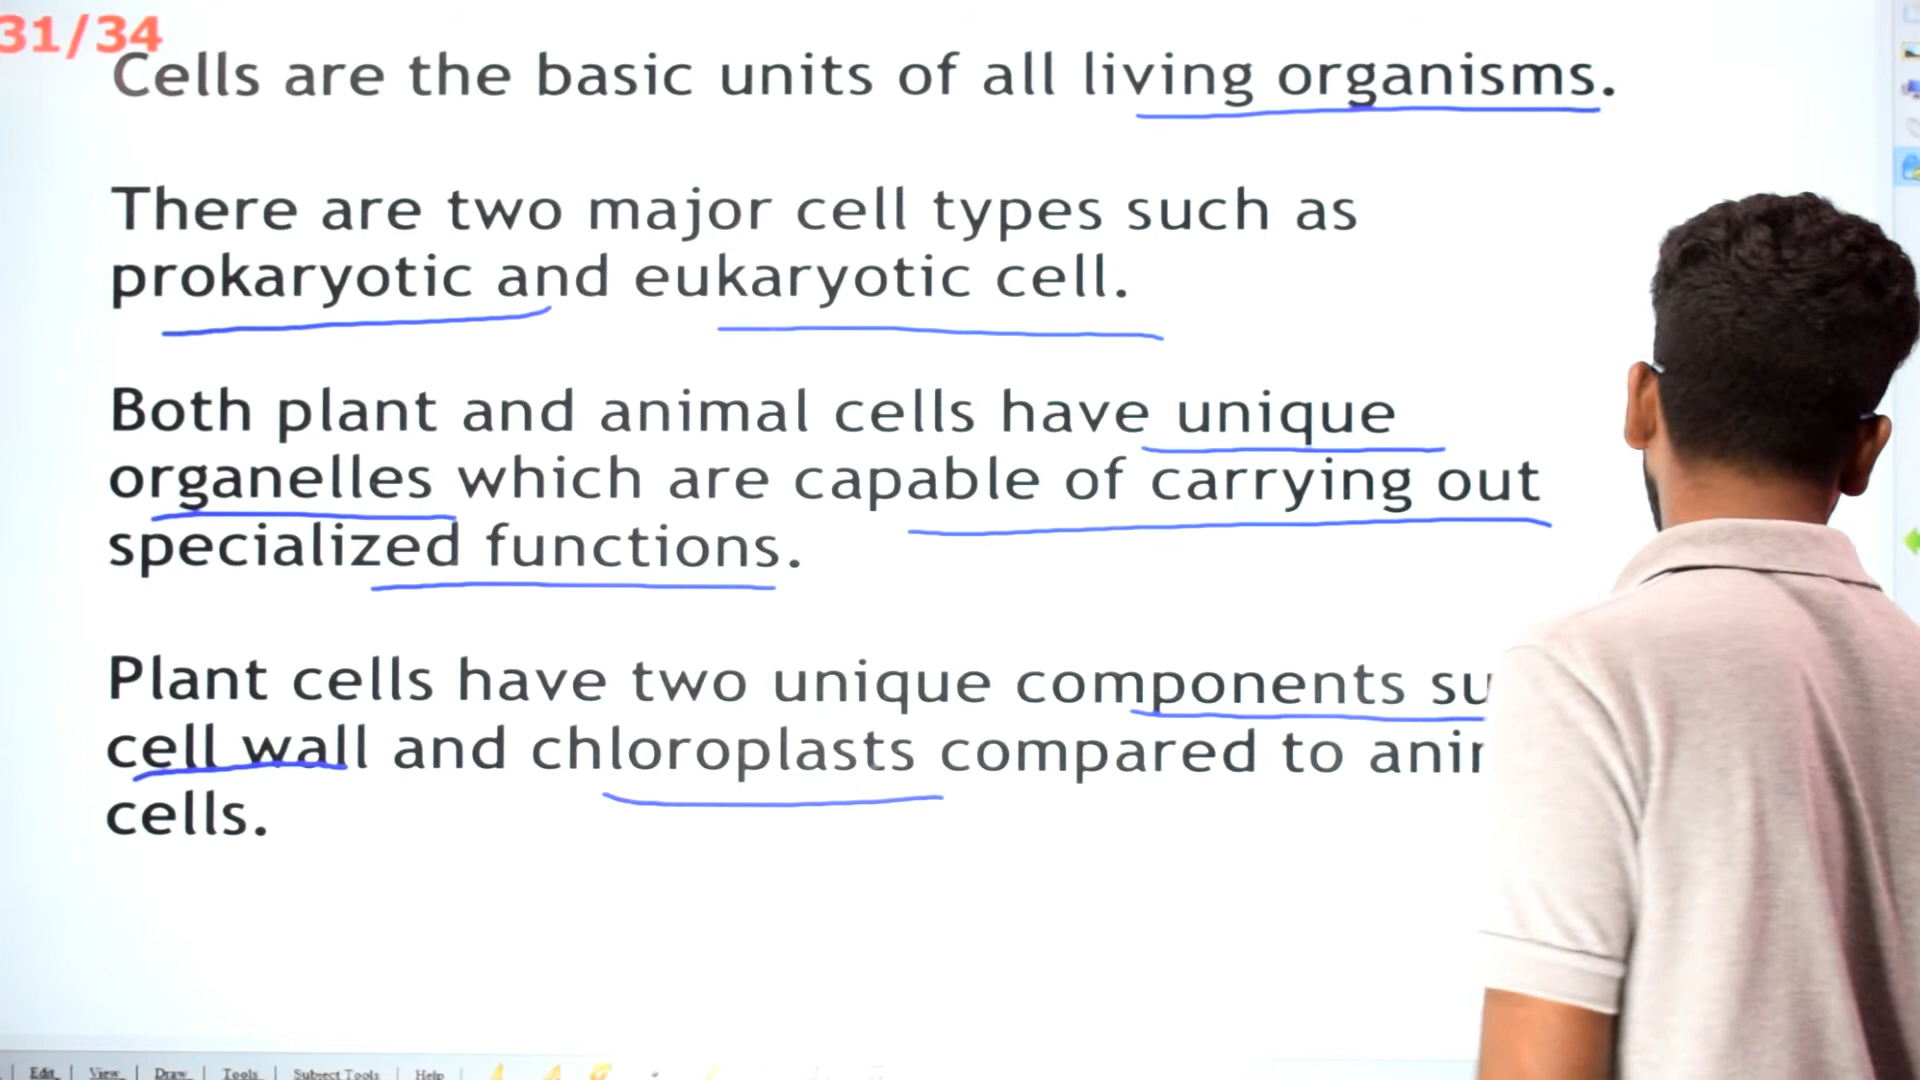 31/34
Cells are the basic units of all living organisms.
There are two major cell types such as
prokaryotic and eukaryotic cell.
Both plant and animal cells have unique
organelles which are capable of carrying out
specialized functions.
Plant cells have two unique components
cell wall and chloroplasts compared to
cells.
Edit View Draw Tools Subject Tools Help